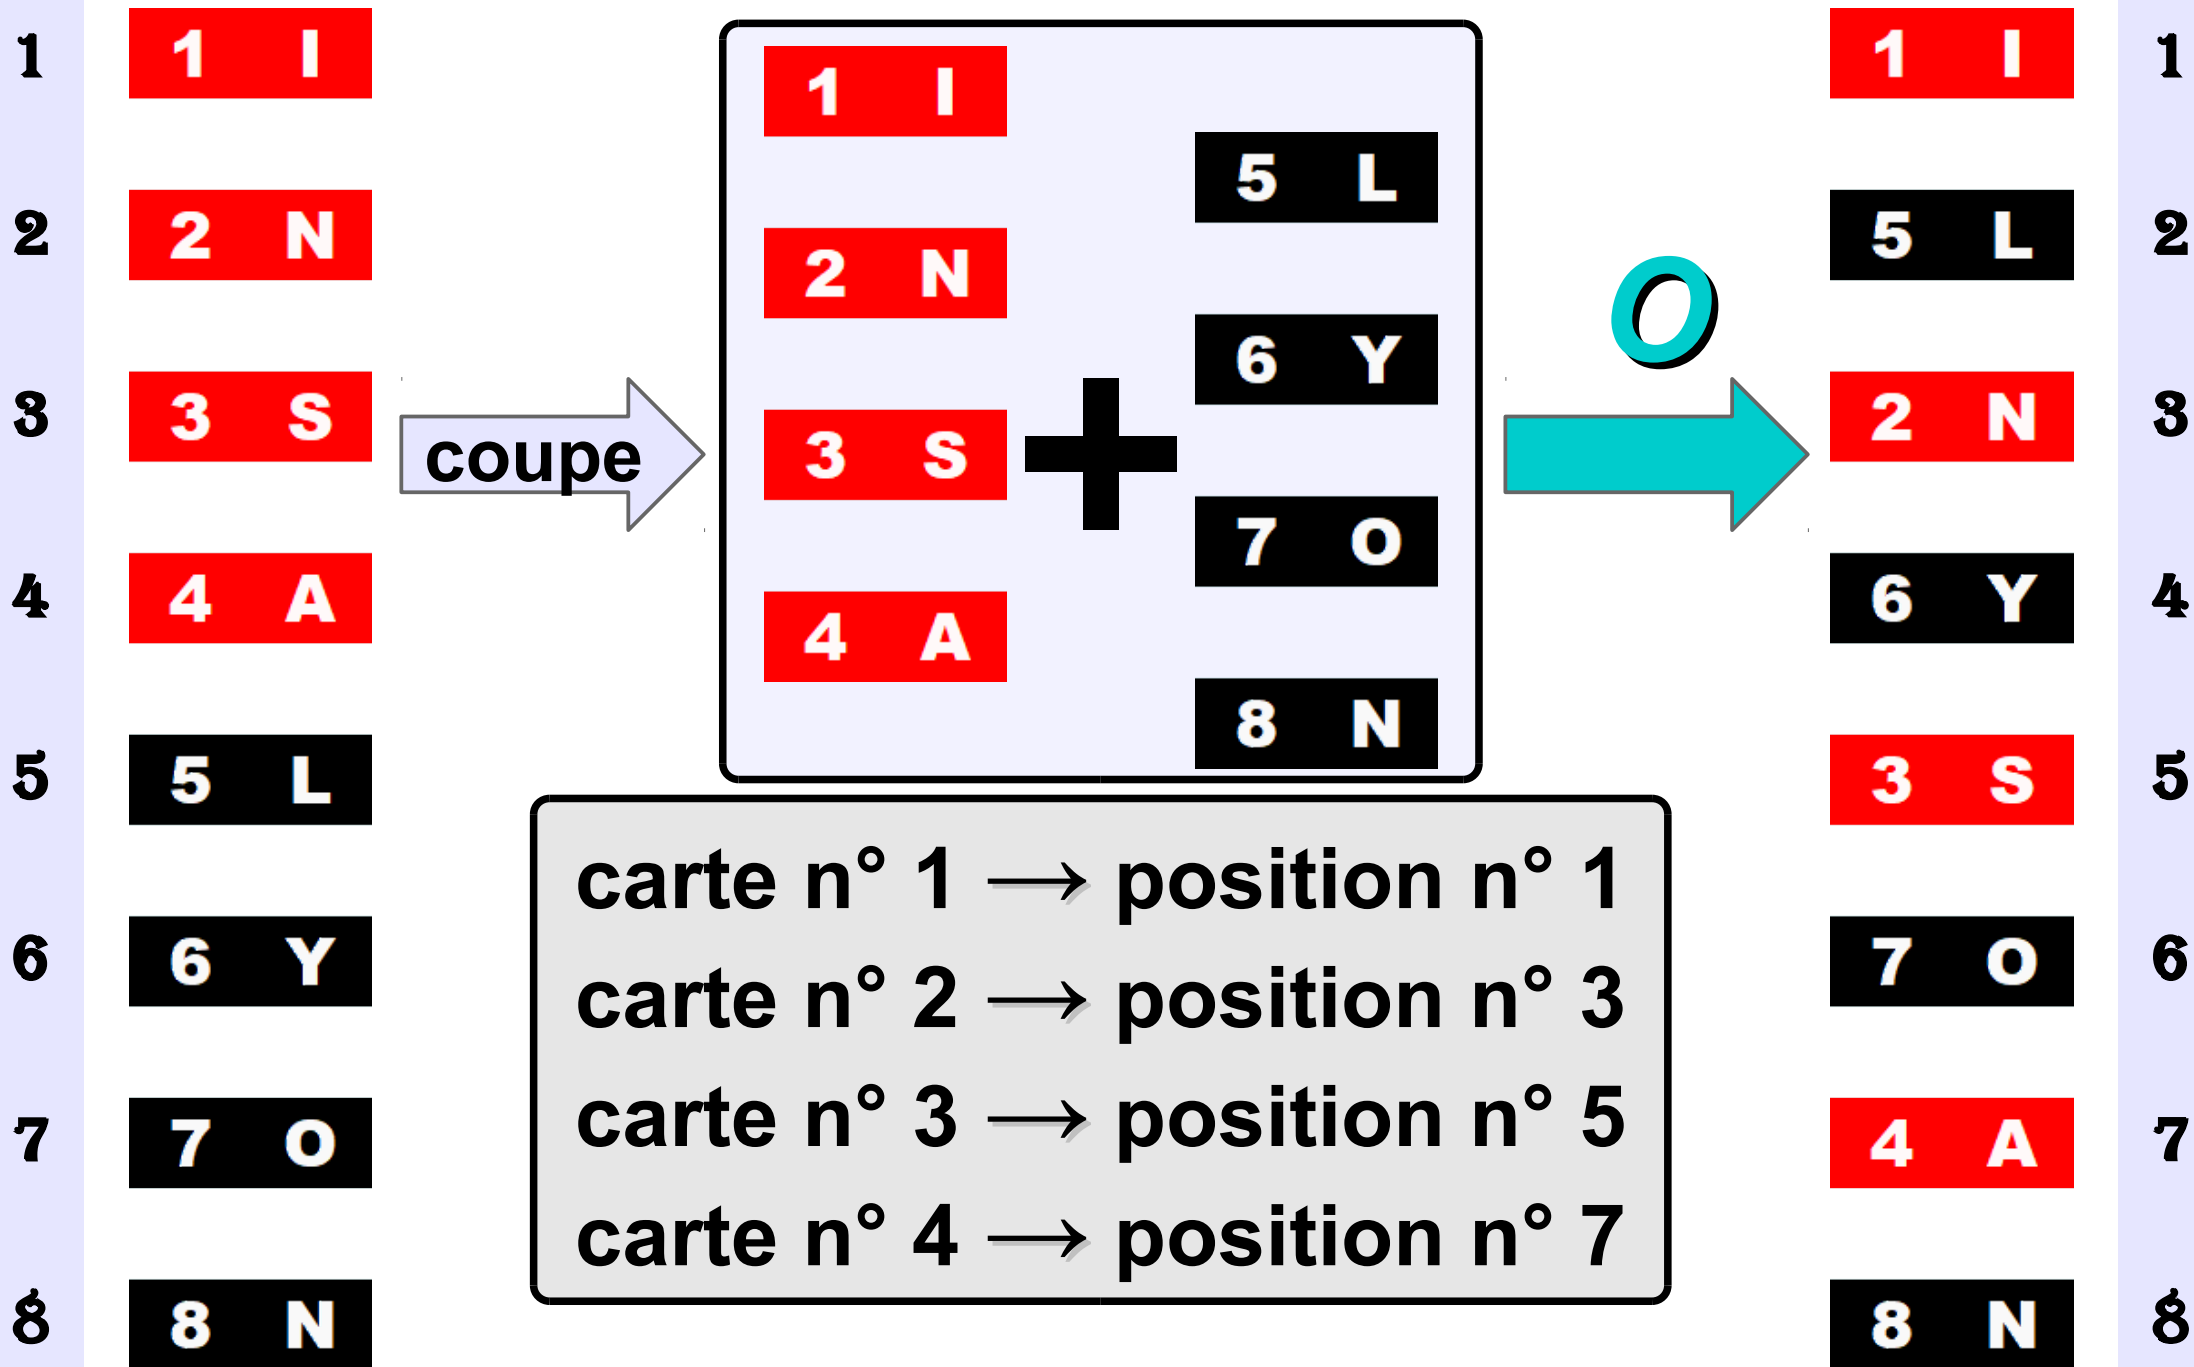 1 1 I
2 2 N
3 3 S
4 4 A
5 5 L
6 6 Y
7 7 O
8 8 N
coupe
1 I
2 N
3 S
4 A
+
5 L
6 Y
7 O
8 N
O
1 I 1
5 L 2
2 N 3
6 Y 4
3 S 5
7 O 6
4 A 7
8 N 8
carte n° 1 → position n° 1
carte n° 2 → position n° 3
carte n° 3 → position n° 5
carte n° 4 → position n° 7